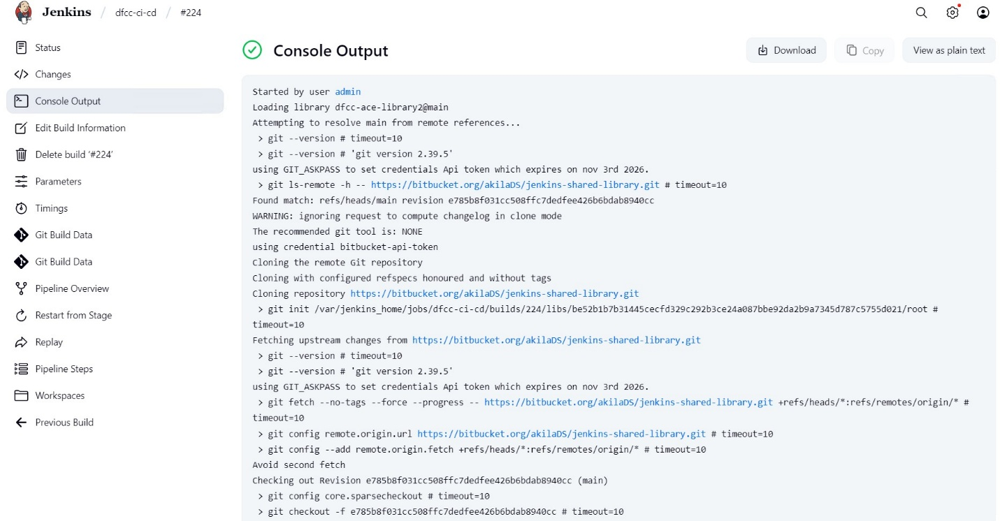 Jenkins / dfcc-ci-cd / #224
Status
Changes
Console Output
Edit Build Information
Delete build ‘#224’
Parameters
Timings
Git Build Data
Git Build Data
Pipeline Overview
Restart from Stage
Replay
Pipeline Steps
Workspaces
Previous Build
Console Output
Download
Copy
View as plain text
Started by user admin
Loading library dfcc-ace-library2@main
Attempting to resolve main from remote references...
> git --version # timeout=10
> git --version # 'git version 2.39.5'
using GIT_ASKPASS to set credentials Api token which expires on nov 3rd 2026.
> git ls-remote -h -- https://bitbucket.org/akilaDS/jenkins-shared-library.git # timeout=10
Found match: refs/heads/main revision e785b8f031cc508ffc7dedfee426b6bdab8940cc
WARNING: ignoring request to compute changelog in clone mode
The recommended git tool is: NONE
using credential bitbucket-api-token
Cloning the remote Git repository
Cloning with configured refspecs honoured and without tags
Cloning repository https://bitbucket.org/akilaDS/jenkins-shared-library.git
> git init /var/jenkins_home/jobs/dfcc-ci-cd/builds/224/libs/be52b1b7b31445cecfd329c292b3ce24a087bbe92da2b9a7345d787c5755d021/root #
timeout=10
Fetching upstream changes from https://bitbucket.org/akilaDS/jenkins-shared-library.git
> git --version # timeout=10
> git --version # 'git version 2.39.5'
using GIT_ASKPASS to set credentials Api token which expires on nov 3rd 2026.
> git fetch --no-tags --force --progress -- https://bitbucket.org/akilaDS/jenkins-shared-library.git +refs/heads/*:refs/remotes/origin/* #
timeout=10
> git config remote.origin.url https://bitbucket.org/akilaDS/jenkins-shared-library.git # timeout=10
> git config --add remote.origin.fetch +refs/heads/*:refs/remotes/origin/* # timeout=10
Avoid second fetch
Checking out Revision e785b8f031cc508ffc7dedfee426b6bdab8940cc (main)
> git config core.sparsecheckout # timeout=10
> git checkout -f e785b8f031cc508ffc7dedfee426b6bdab8940cc # timeout=10